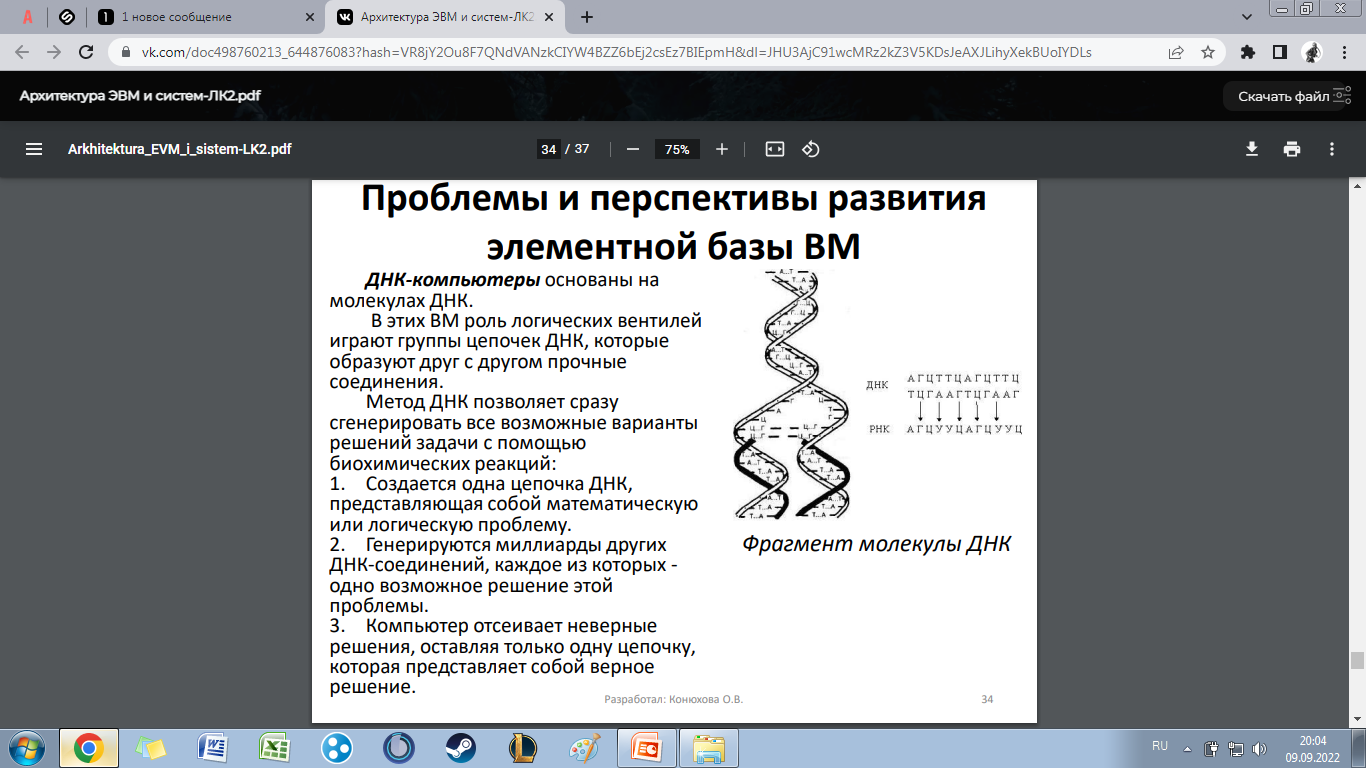 1 новое сообщение
Архитектура ЭВМ и систем-ЛК2
vk.com/doc498760213_644876083?hash=VR8jY2Ou8F7QNdVANzkCIYW4BZZ6bEj2csEz7BIEpmH&dl=JHU3AjC91wcMRz2kZ3V5KDsJeAXJLihyXekBUoIYDLs
Архитектура ЭВМ и систем-ЛК2.pdf
Скачать файл
Arkhitektura_EVM_i_sistem-LK2.pdf
34 / 37
75%
Проблемы и перспективы развития
элементной базы ВМ
ДНК-компьютеры основаны на
молекулах ДНК.
В этих ВМ роль логических вентилей
играют группы цепочек ДНК, которые
образуют друг с другом прочные
соединения.
Метод ДНК позволяет сразу
сгенерировать все возможные варианты
решений задачи с помощью
биохимических реакций:
1. Создается одна цепочка ДНК,
представляющая собой математическую
или логическую проблему.
2. Генерируются миллиарды других
ДНК-соединений, каждое из которых -
одно возможное решение этой
проблемы.
3. Компьютер отсеивает неверные
решения, оставляя только одну цепочку,
которая представляет собой верное
решение.
ДНК
АГЦТТЦАГЦТТЦ
ТЦГААГТЦГААГ
РНК АГЦУУЦАГЦУУЦ
Фрагмент молекулы ДНК
Разработал: Конюхова О.В.
34
RU
20:04
09.09.2022